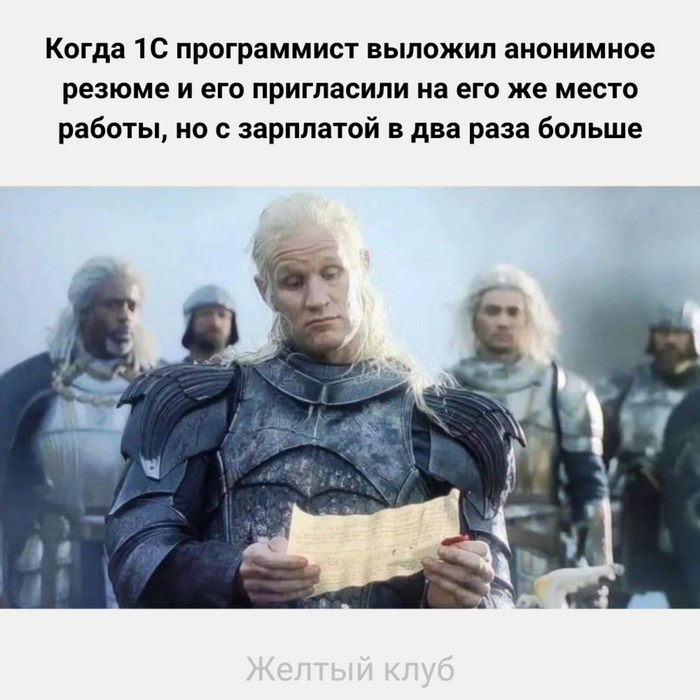 Когда 1С программист выложил анонимное
резюме и его пригласили на его же место
работы, но с зарплатой в два раза больше
Желтый клуб